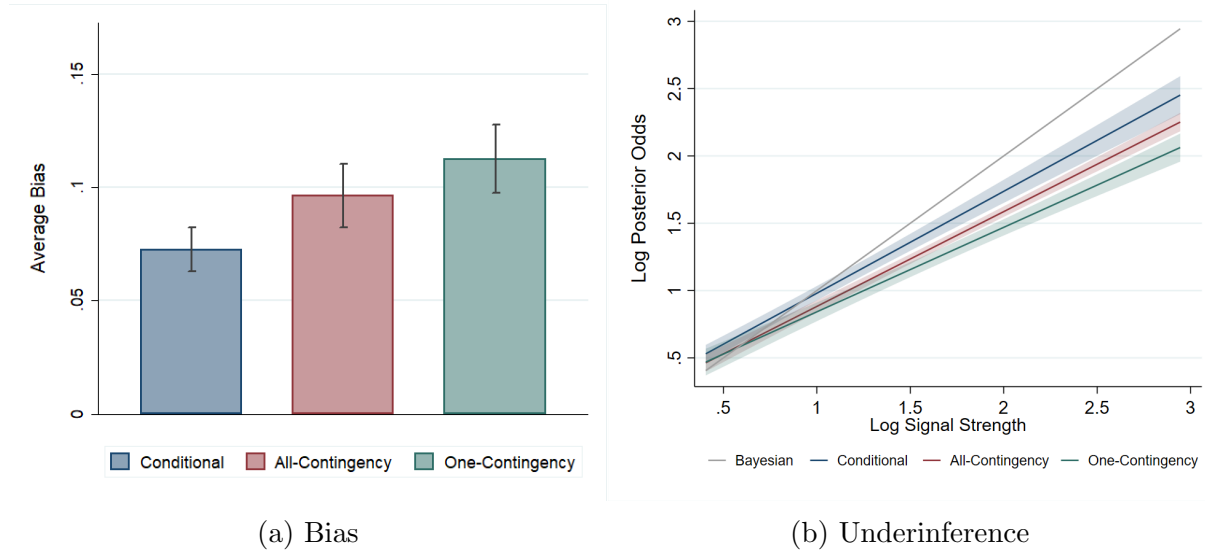 Average Bias
.15
.1
.05
0
Conditional
All-Contingency
One-Contingency
(a) Bias
Log Posterior Odds
3
2.5
2
1.5
1
.5
.5
1
1.5
2
2.5
3
Log Signal Strength
Bayesian
Conditional
All-Contingency
One-Contingency
(b) Underinference